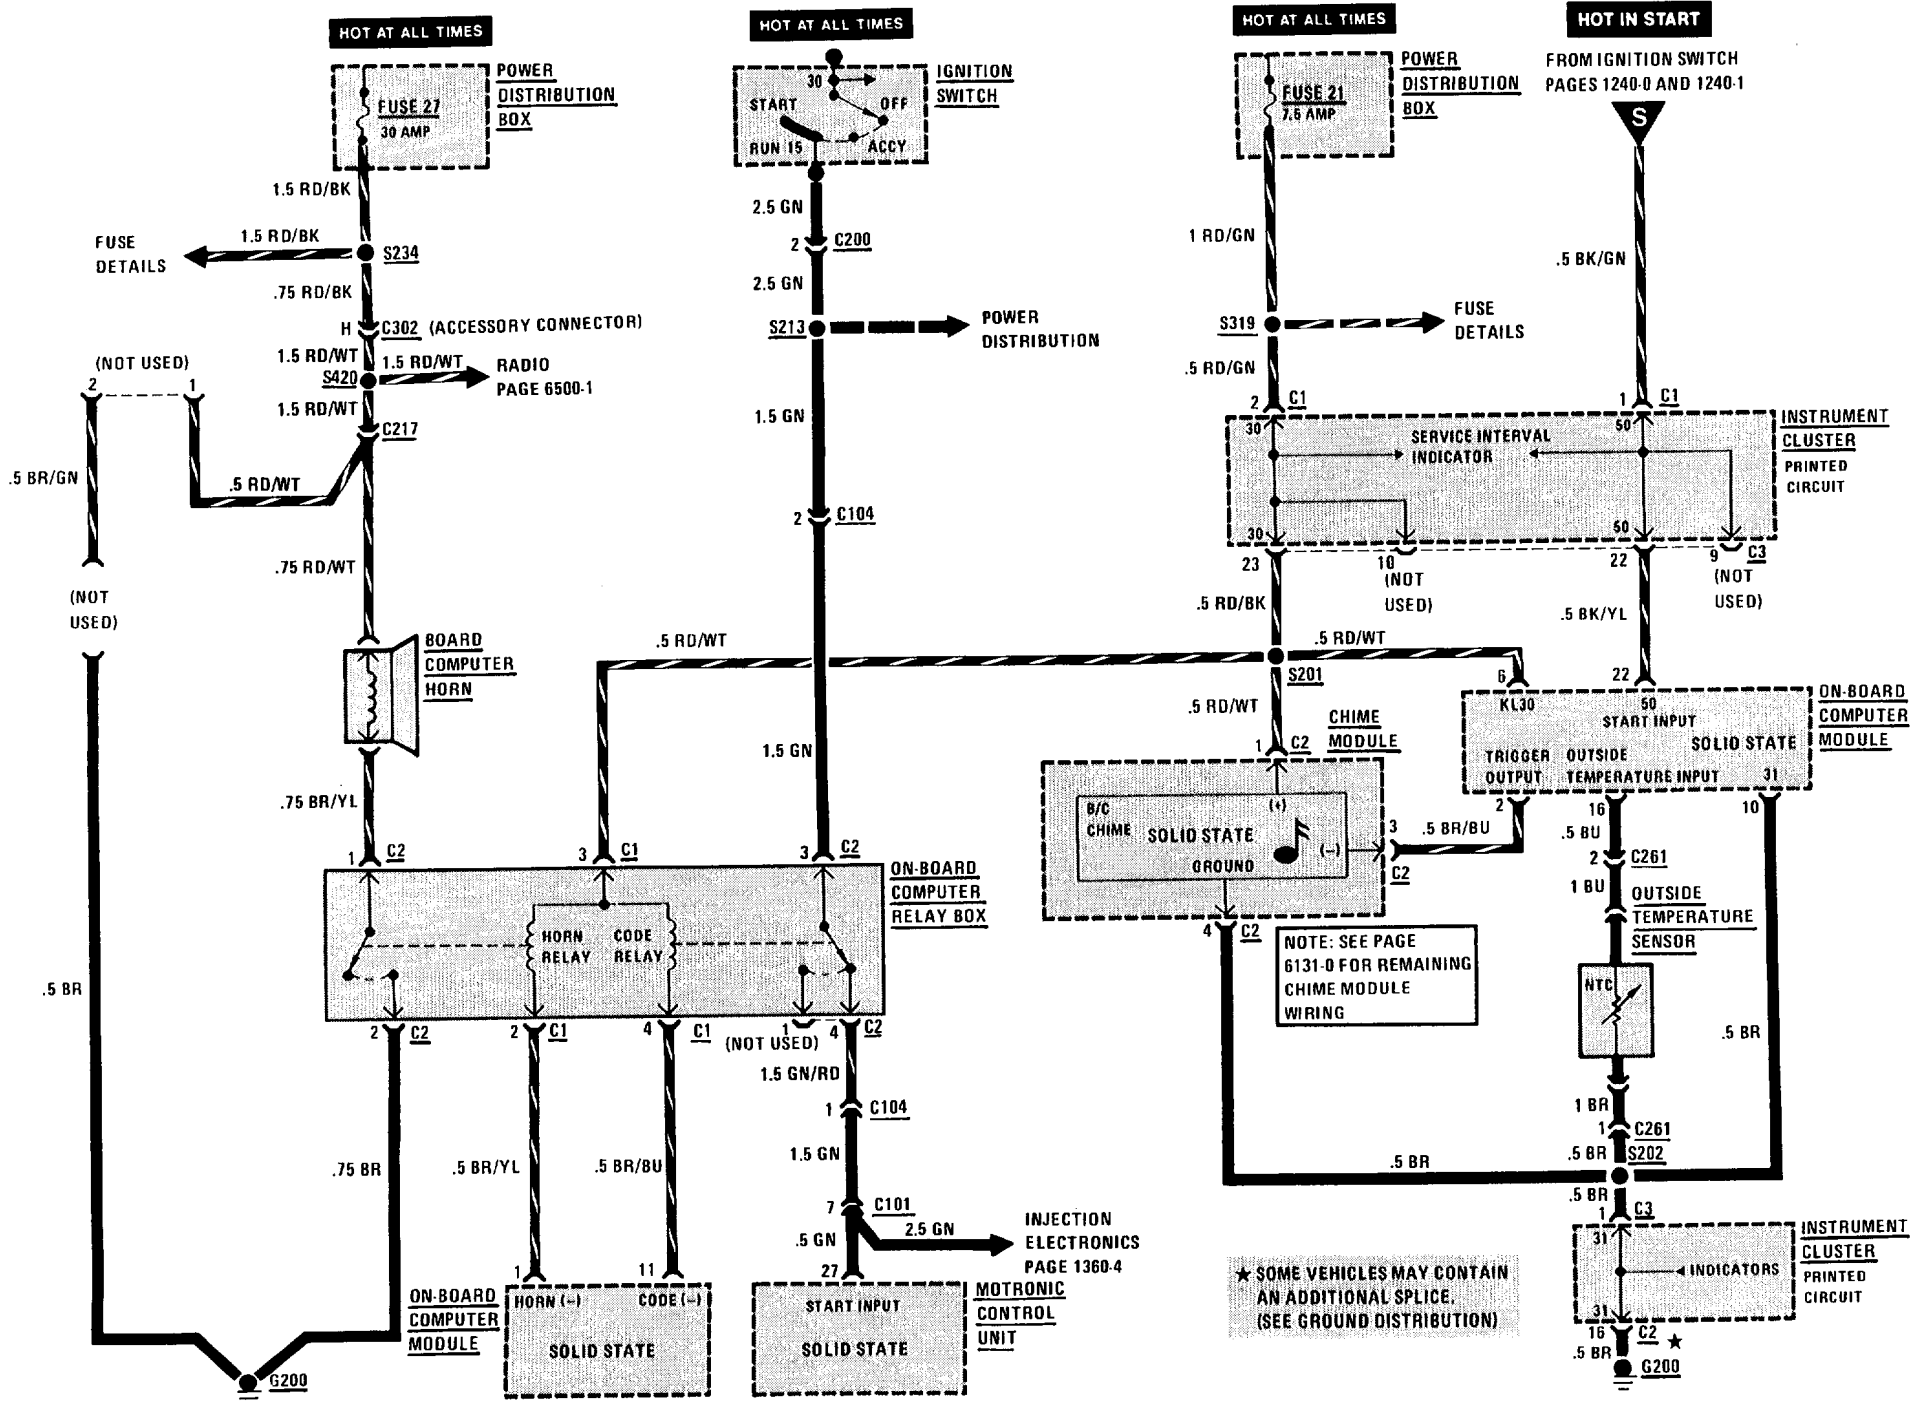 HOT AT ALL TIMES
HOT AT ALL TIMES
HOT AT ALL TIMES
HOT IN START
POWER
DISTRIBUTION
BOX
FUSE 27
30 AMP
IGNITION
SWITCH
30
START
OFF
RUN 15
ACCY
POWER
DISTRIBUTION
BOX
FUSE 21
7.5 AMP
FROM IGNITION SWITCH
PAGES 1240-0 AND 1240-1
S
1.5 RD/BK
1.5 RD/BK
FUSE
DETAILS
S234
.75 RD/BK
H
C302 (ACCESSORY CONNECTOR)
1.5 RD/WT
1.5 RD/WT
RADIO
PAGE 6500-1
S420
1.5 RD/WT
C217
(NOT USED)
2
1
.5 BR/GN
.5 RD/WT
.75 RD/WT
(NOT
USED)
2.5 GN
2
C200
2.5 GN
S213
POWER
DISTRIBUTION
1.5 GN
2
C104
1 RD/GN
S319
FUSE
DETAILS
.5 RD/GN
.5 BK/GN
2
C1
1
C1
30
50
SERVICE INTERVAL
INDICATOR
INSTRUMENT
CLUSTER
PRINTED
CIRCUIT
30
50
23
10
22
9
C3
(NOT
USED)
(NOT
USED)
.5 RD/BK
.5 BK/YL
.5 RD/WT
.5 RD/WT
S201
6
22
BOARD
COMPUTER
HORN
.5 RD/WT
CHIME
MODULE
1
C2
KL30
50
START INPUT
SOLID STATE
TRIGGER
OUTPUT
OUTSIDE
TEMPERATURE INPUT
31
ON-BOARD
COMPUTER
MODULE
.75 BR/YL
1.5 GN
B/C
CHIME
SOLID STATE
(+)
(-)
GROUND
3
C2
.5 BR/BU
2
16
10
.5 BU
2
C261
1 BU
OUTSIDE
TEMPERATURE
SENSOR
NTC
1
C2
3
C1
3
C2
ON-BOARD
COMPUTER
RELAY BOX
HORN
RELAY
CODE
RELAY
4
C2
NOTE: SEE PAGE
6131-0 FOR REMAINING
CHIME MODULE
WIRING
.5 BR
.5 BR
2
C2
2
C1
4
C1
1
(NOT USED)
4
C2
1.5 GN/RD
1
C104
1.5 GN
.75 BR
.5 BR/YL
.5 BR/BU
1 BR
1
C261
.5 BR
S202
.5 BR
.5 BR
1
C3
7
C101
.5 GN
2.5 GN
INJECTION
ELECTRONICS
PAGE 1360-4
1
11
27
ON-BOARD
COMPUTER
MODULE
HORN (-)
CODE (-)
SOLID STATE
START INPUT
SOLID STATE
MOTRONIC
CONTROL
UNIT
★ SOME VEHICLES MAY CONTAIN
AN ADDITIONAL SPLICE.
(SEE GROUND DISTRIBUTION)
31
INDICATORS
31
INSTRUMENT
CLUSTER
PRINTED
CIRCUIT
16
C2 ★
.5 BR
G200
G200